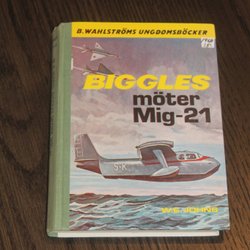 B. WAHLSTRÖMS UNGDOMSBÖCKER
BIGGLES
möter
Mig-21
W.E. JOHNS